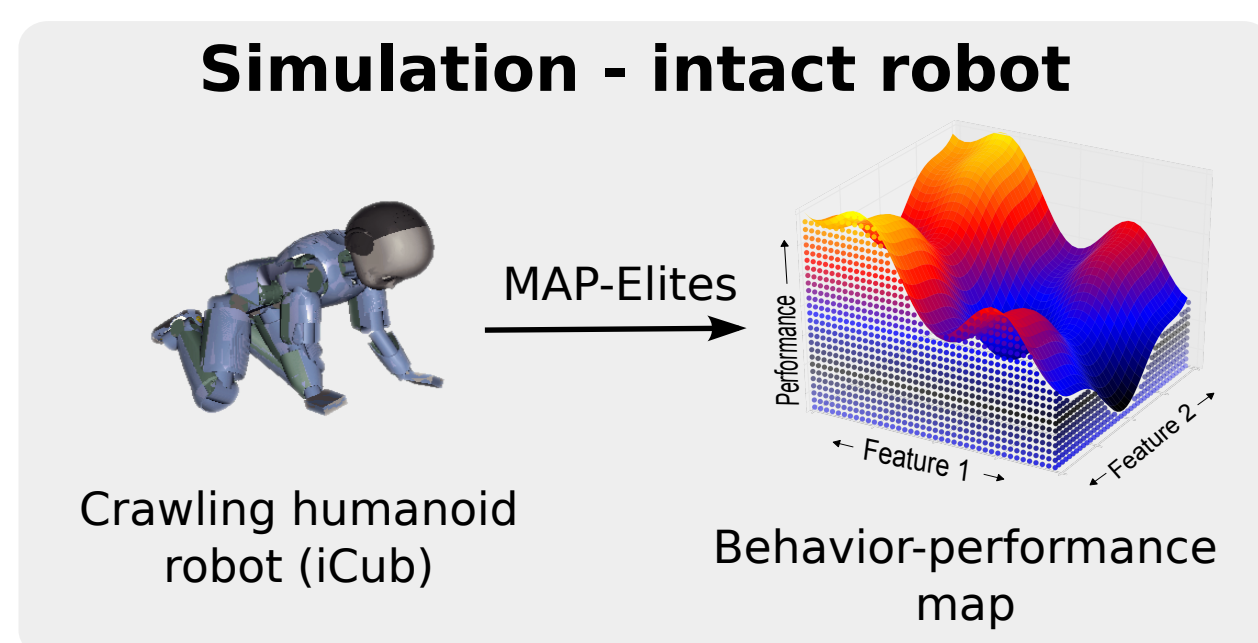 Simulation - intact robot
MAP-Elites
Performance
Feature 1
Feature 2
Crawling humanoid
robot (iCub)
Behavior-performance
map